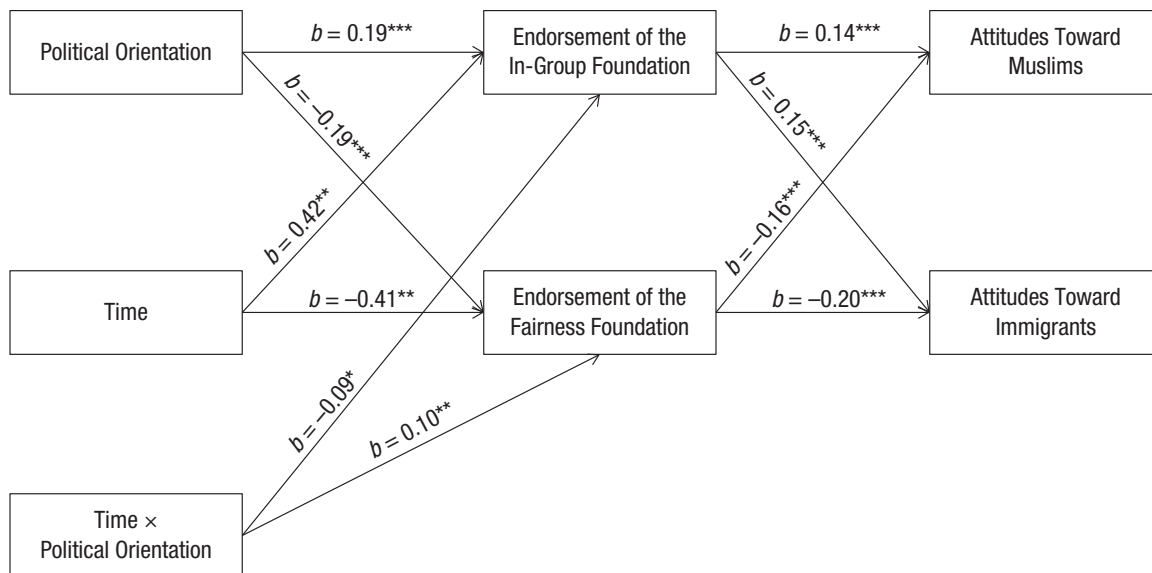 Political Orientation
b = 0.19***
Endorsement of the
In-Group Foundation
b = 0.14***
Attitudes Toward
Muslims
b = –0.19***
b = 0.15***
b = 0.42**
b = –0.16***
Time
b = –0.41**
Endorsement of the
Fairness Foundation
b = –0.20***
Attitudes Toward
Immigrants
b = –0.09*
b = 0.10**
Time ×
Political Orientation